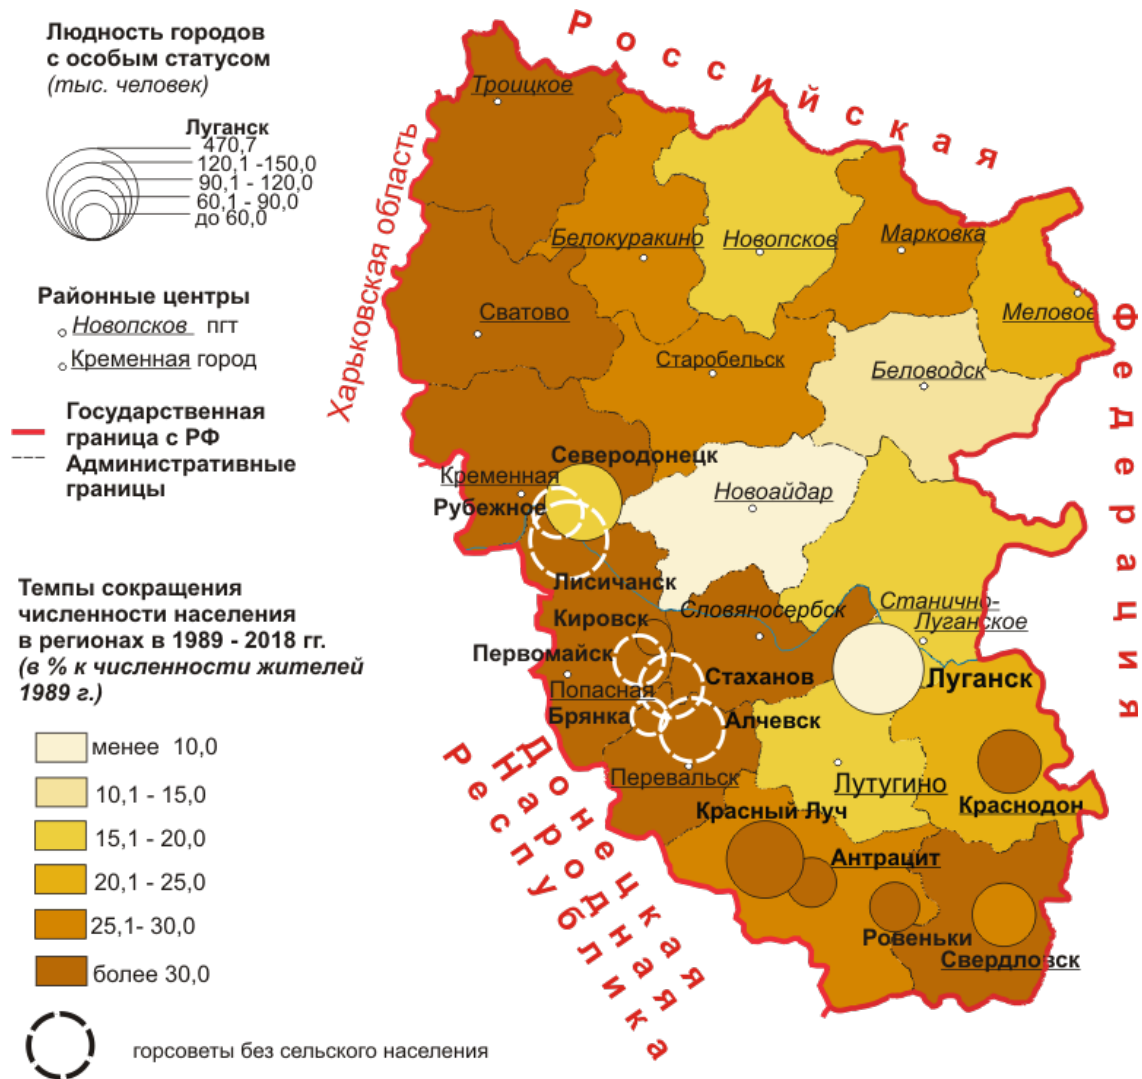 Людность городов
с особым статусом
(тыс. человек)
Луганск
470,7
120,1 -150,0
90,1 - 120,0
60,1 - 90,0
до 60,0
Районные центры
Новопсков пгт
Кременная город
Государственная
граница с РФ
Административные
границы
Темпы сокращения
численности населения
в регионах в 1989 - 2018 гг.
(в % к численности жителей
1989 г.)
менее 10,0
10,1 - 15,0
15,1 - 20,0
20,1 - 25,0
25,1- 30,0
более 30,0
горсоветы без сельского населения
Российская
Федерация
Харьковская область
Донецкая
Народная
Республика
Троицкое
Белокуракино
Новопсков
Марковка
Меловое
Сватово
Старобельск
Беловодск
Северодонецк
Кременная
Рубежное
Новоайдар
Лисичанск
Кировск
Словяносербск
Станично-
Луганское
Первомайск
Попасная
Стаханов
Луганск
Брянка
Алчевск
Перевальск
Лутугино
Красный Луч
Краснодон
Антрацит
Ровеньки
Свердловск